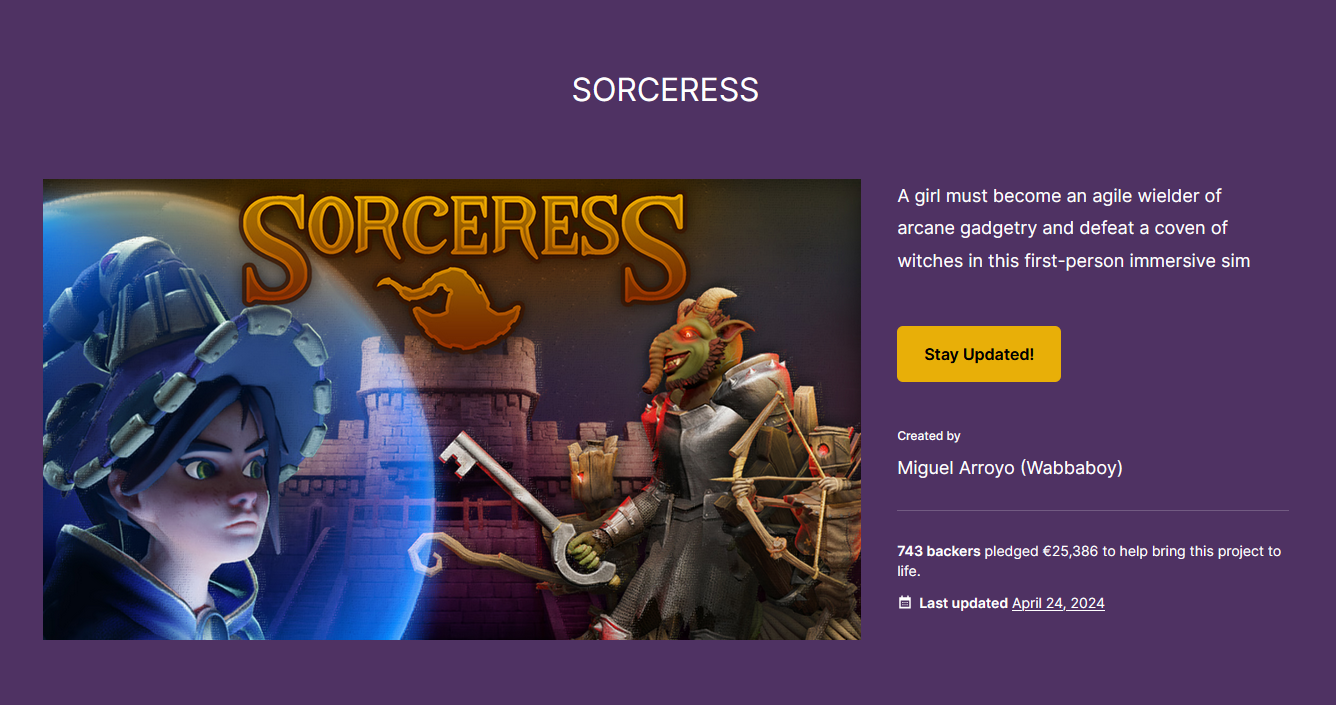 SORCERESS
SORCERESS
A girl must become an agile wielder of
arcane gadgetry and defeat a coven of
witches in this first-person immersive sim
Stay Updated!
Created by
Miguel Arroyo (Wabbaboy)
743 backers pledged €25,386 to help bring this project to
life.
Last updated April 24, 2024